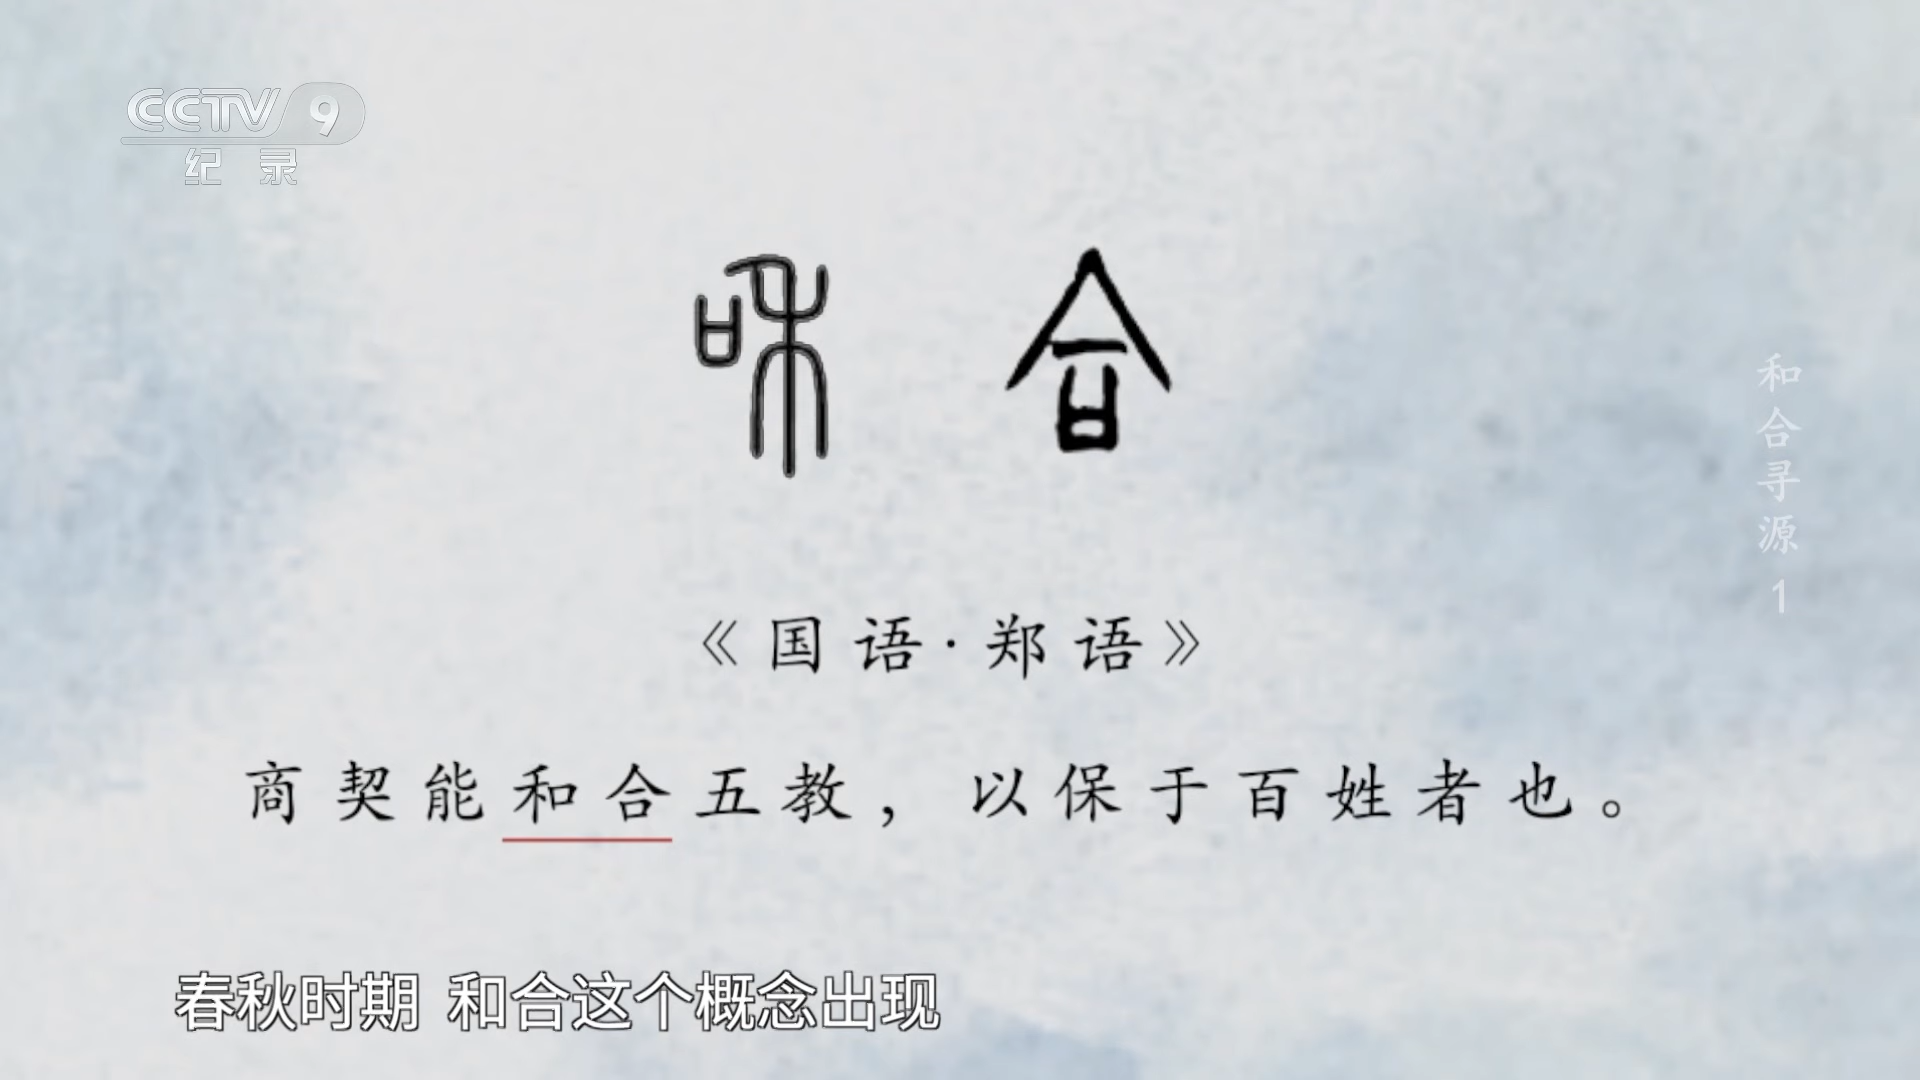 CCTV 9
纪录
和合
《国语·郑语》
商契能和合五教，以保于百姓者也。
和合寻源 1
春秋时期 和合这个概念出现